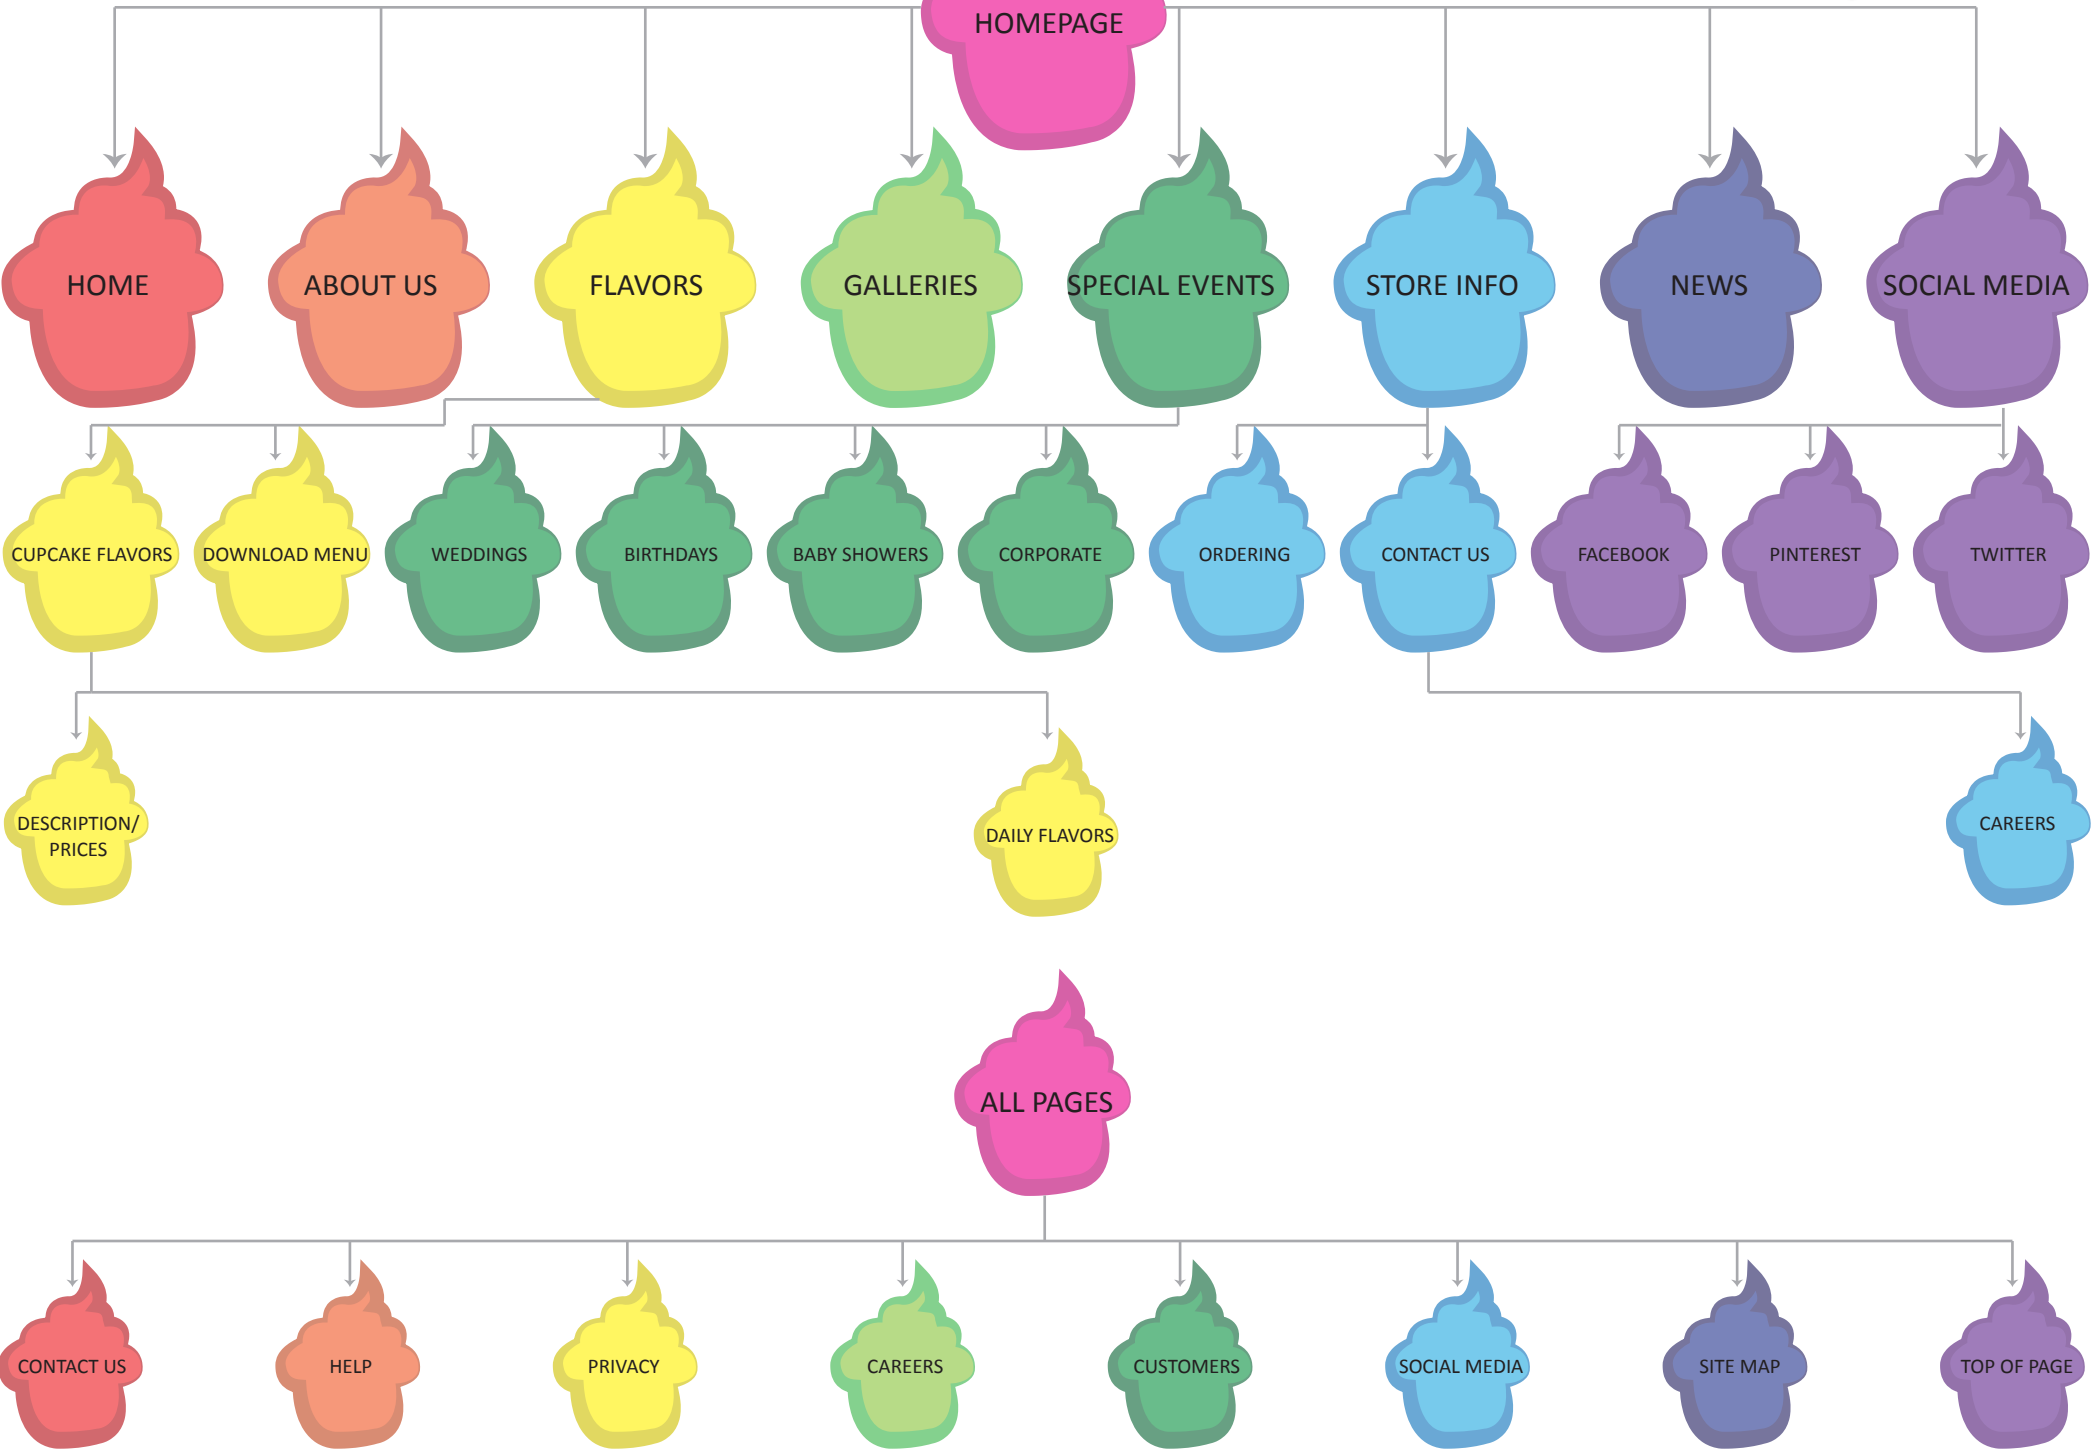 HOMEPAGE
HOME
ABOUT US
FLAVORS
GALLERIES
SPECIAL EVENTS
STORE INFO
NEWS
SOCIAL MEDIA
CUPCAKE FLAVORS
DOWNLOAD MENU
WEDDINGS
BIRTHDAYS
BABY SHOWERS
CORPORATE
ORDERING
CONTACT US
FACEBOOK
PINTEREST
TWITTER
DESCRIPTION/
PRICES
DAILY FLAVORS
CAREERS
ALL PAGES
CONTACT US
HELP
PRIVACY
CAREERS
CUSTOMERS
SOCIAL MEDIA
SITE MAP
TOP OF PAGE